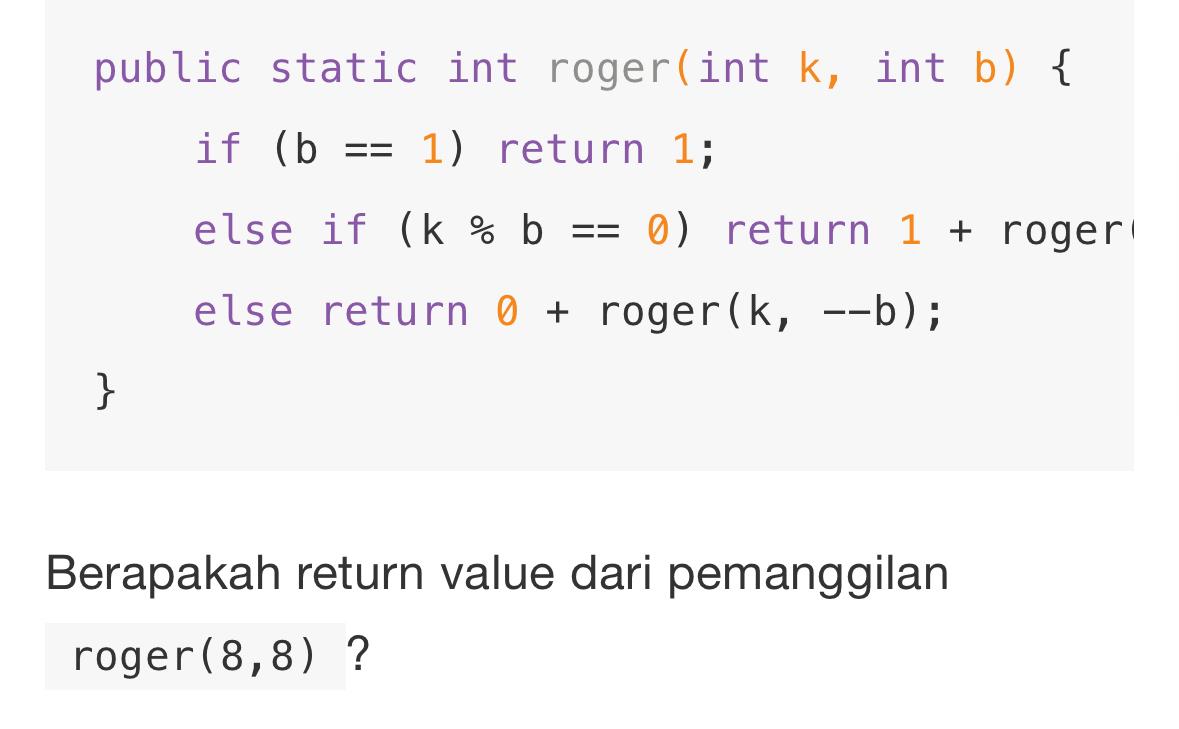 public static int roger(int k, int b) {
if (b == 1) return 1;
else if (k % b == 0) return 1 + roger(
else return 0 + roger(k, --b);
}
Berapakah return value dari pemanggilan
roger(8,8) ?